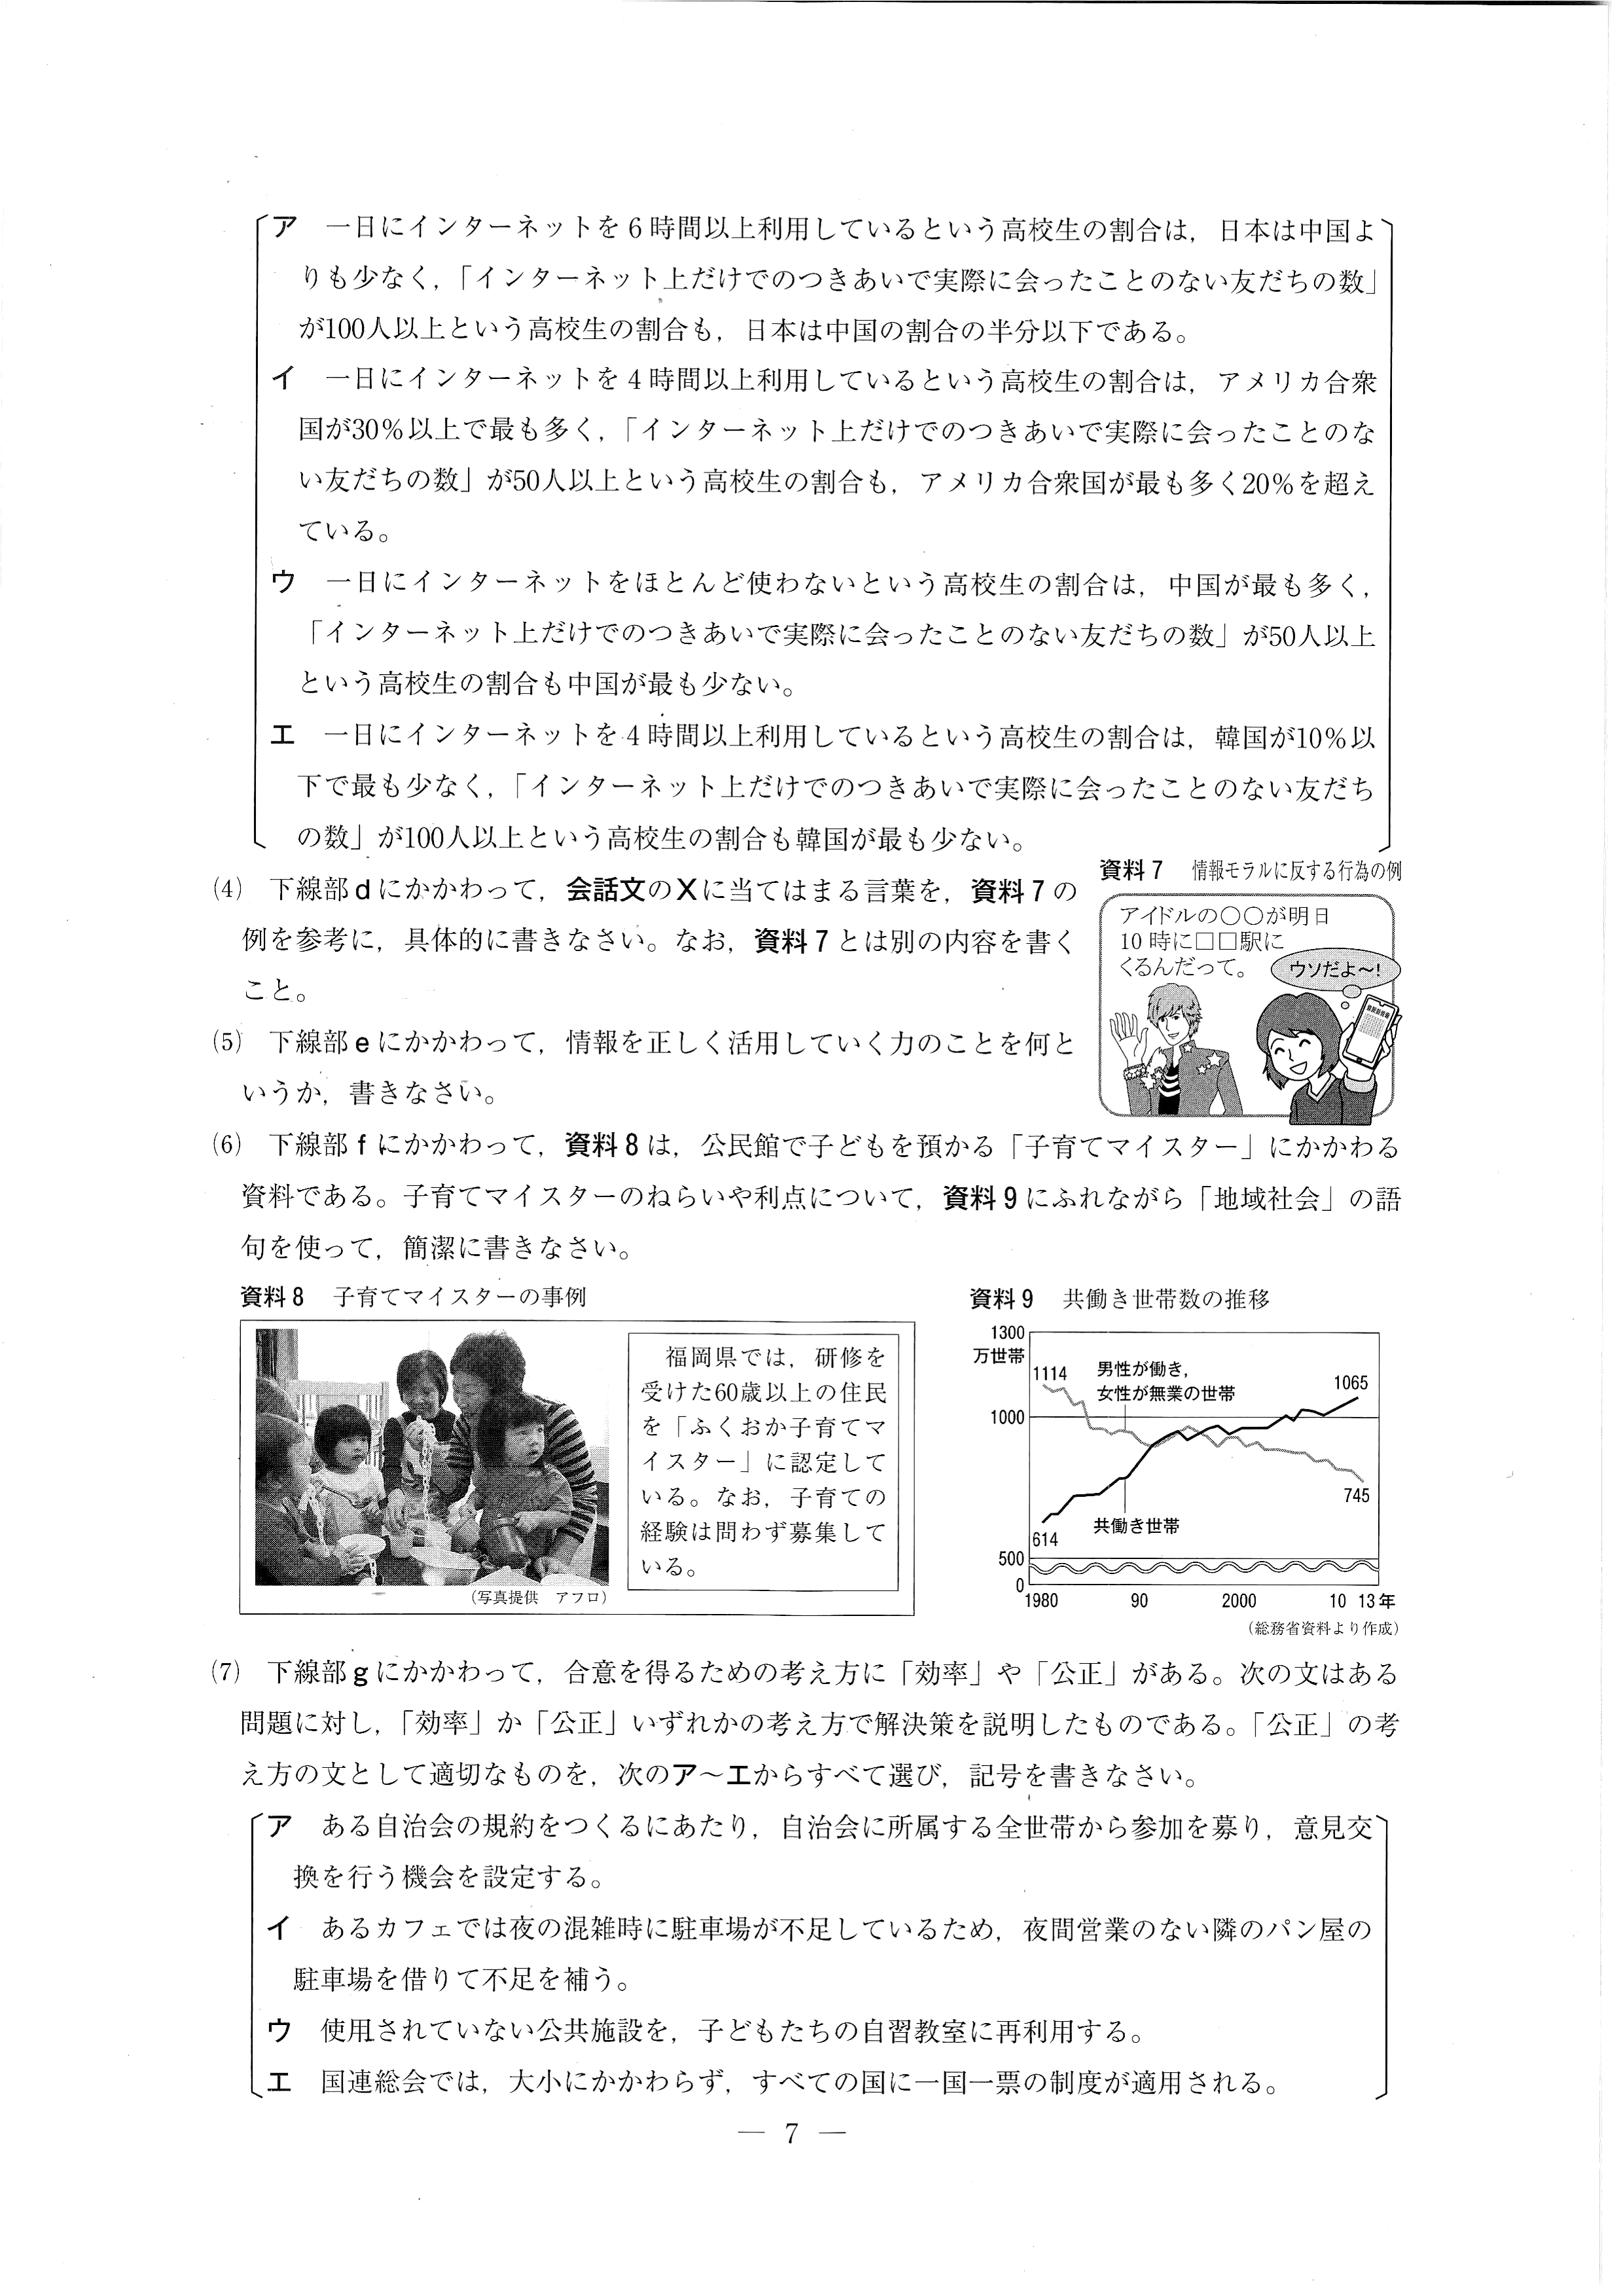 ア　一日にインターネットを6時間以上利用しているという高校生の割合は，日本は中国よ
りも少なく，「インターネット上だけでのつきあいで実際に会ったことのない友だちの数」
が100人以上という高校生の割合も，日本は中国の割合の半分以下である。
イ　一日にインターネットを4時間以上利用しているという高校生の割合は，アメリカ合衆
国が30％以上で最も多く，「インターネット上だけでのつきあいで実際に会ったことのな
い友だちの数」が50人以上という高校生の割合も，アメリカ合衆国が最も多く20％を超え
ている。
ウ　一日にインターネットをほとんど使わないという高校生の割合は，中国が最も多く，
「インターネット上だけでのつきあいで実際に会ったことのない友だちの数」が50人以上
という高校生の割合も中国が最も少ない。
エ　一日にインターネットを4時間以上利用しているという高校生の割合は，韓国が10％以
下で最も少なく，「インターネット上だけでのつきあいで実際に会ったことのない友だち
の数」が100人以上という高校生の割合も韓国が最も少ない。
(4)　下線部dにかかわって，会話文のXに当てはまる言葉を，資料7の
例を参考に，具体的に書きなさい。なお，資料7とは別の内容を書く
こと。
資料7　情報モラルに反する行為の例
アイドルの○○が明日
10時に□□駅に
くるんだって。
ウソだよ～!
(5)　下線部eにかかわって，情報を正しく活用していく力のことを何と
いうか，書きなさい。
(6)　下線部fにかかわって，資料8は，公民館で子どもを預かる「子育てマイスター」にかかわる
資料である。子育てマイスターのねらいや利点について，資料9にふれながら「地域社会」の語
句を使って，簡潔に書きなさい。
資料8　子育てマイスターの事例
福岡県では，研修を
受けた60歳以上の住民
を「ふくおか子育てマ
イスター」に認定して
いる。なお，子育ての
経験は問わず募集して
いる。
(写真提供　アフロ)
資料9　共働き世帯数の推移
1300
万世帯
1114
男性が働き，
女性が無業の世帯
1065
1000
745
共働き世帯
614
500
0
1980 90 2000 10 13年
(総務省資料より作成)
(7)　下線部gにかかわって，合意を得るための考え方に「効率」や「公正」がある。次の文はある
問題に対し，「効率」か「公正」いずれかの考え方で解決策を説明したものである。「公正」の考
え方の文として適切なものを，次のア～エからすべて選び，記号を書きなさい。
ア　ある自治会の規約をつくるにあたり，自治会に所属する全世帯から参加を募り，意見交
換を行う機会を設定する。
イ　あるカフェでは夜の混雑時に駐車場が不足しているため，夜間営業のない隣のパン屋の
駐車場を借りて不足を補う。
ウ　使用されていない公共施設を，子どもたちの自習教室に再利用する。
エ　国連総会では，大小にかかわらず，すべての国に一国一票の制度が適用される。
— 7 —